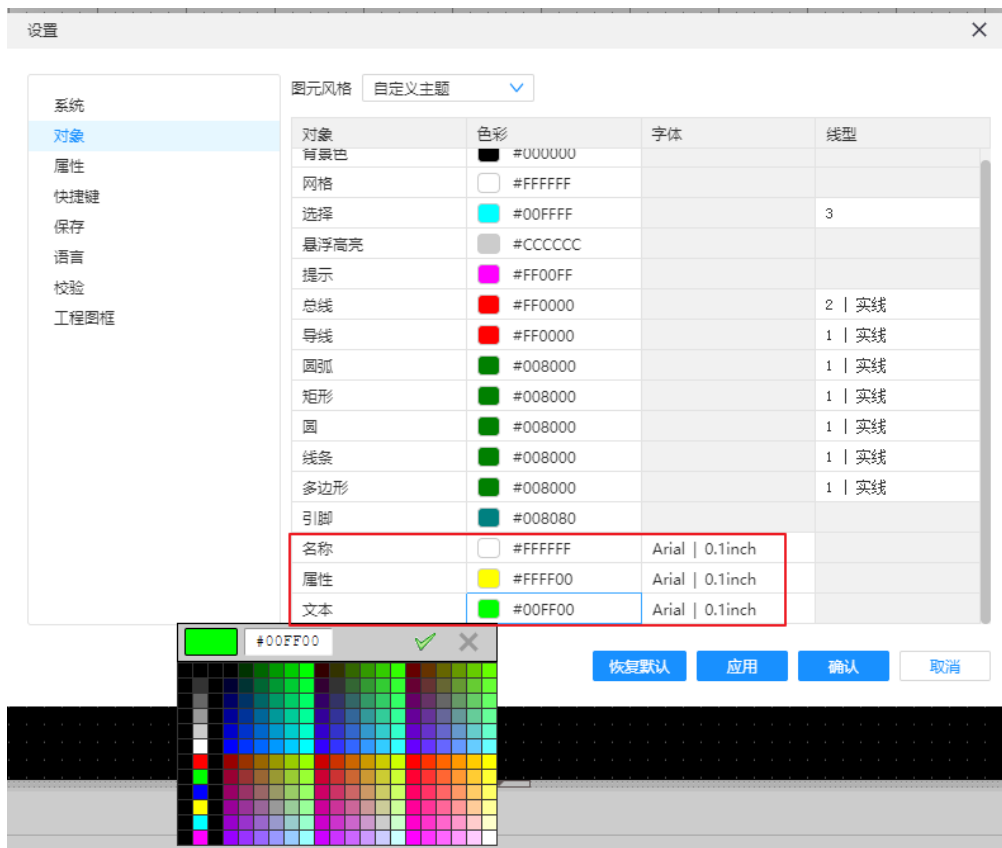 设置
图元风格 自定义主题
系统
对象
属性
快捷键
保存
语言
校验
工程图框
对象 色彩 字体 线型
背景色 #000000
网格 #FFFFFF
选择 #00FFFF 3
悬浮高亮 #CCCCCC
提示 #FF00FF
总线 #FF0000 2 | 实线
导线 #FF0000 1 | 实线
圆弧 #008000 1 | 实线
矩形 #008000 1 | 实线
圆 #008000 1 | 实线
线条 #008000 1 | 实线
多边形 #008000 1 | 实线
引脚 #008080
名称 #FFFFFF Arial | 0.1inch
属性 #FFFF00 Arial | 0.1inch
文本 #00FF00 Arial | 0.1inch
#00FF00
恢复默认 应用 确认 取消